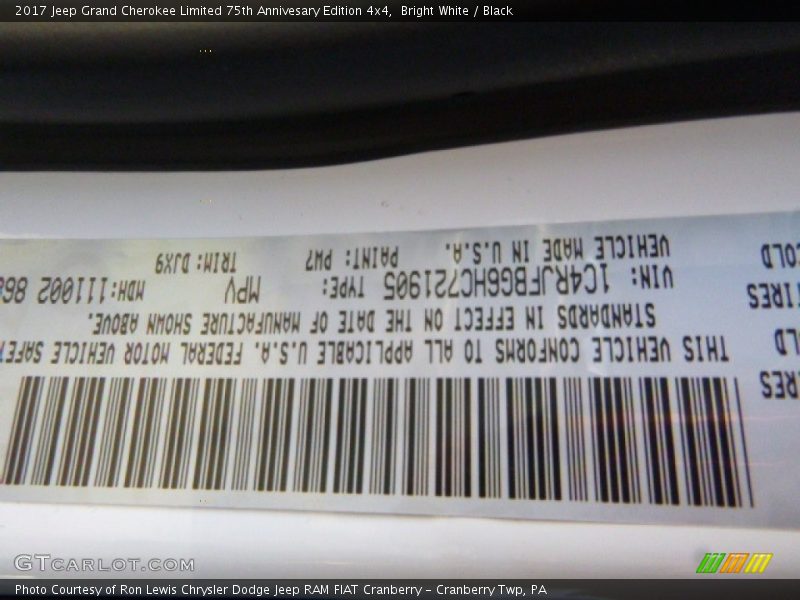 2017 Jeep Grand Cherokee Limited 75th Annivesary Edition 4x4, Bright White / Black
THIS VEHICLE CONFORMS TO ALL APPLICABLE U.S.A. FEDERAL MOTOR VEHICLE
STANDARDS IN EFFECT ON THE DATE OF MANUFACTURE SHOWN ABOVE.
VIN: 1C4RJFBG6HC721905 TYPE: MPV MDH:111002
VEHICLE MADE IN U.S.A. PAINT: PW7 TRIM: DJX9
GTCARLOT.COM
Photo Courtesy of Ron Lewis Chrysler Dodge Jeep RAM FIAT Cranberry – Cranberry Twp, PA